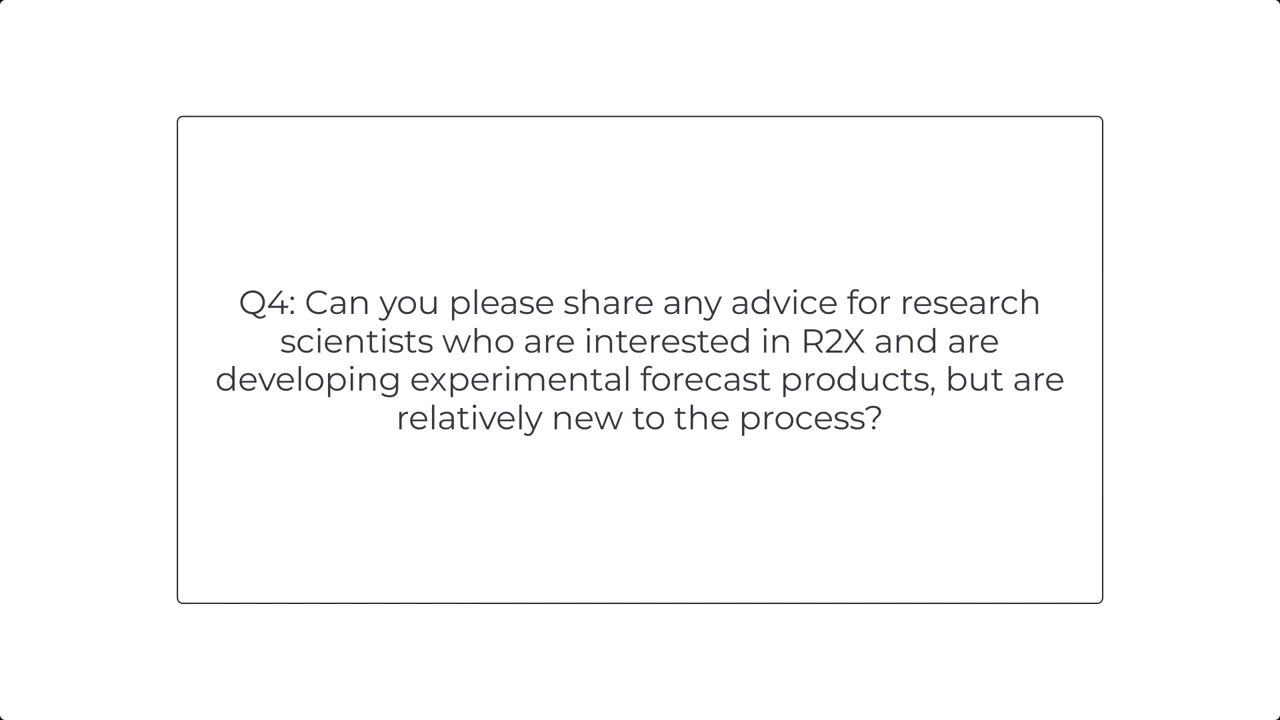 Q4: Can you please share any advice for research
scientists who are interested in R2X and are
developing experimental forecast products, but are
relatively new to the process?